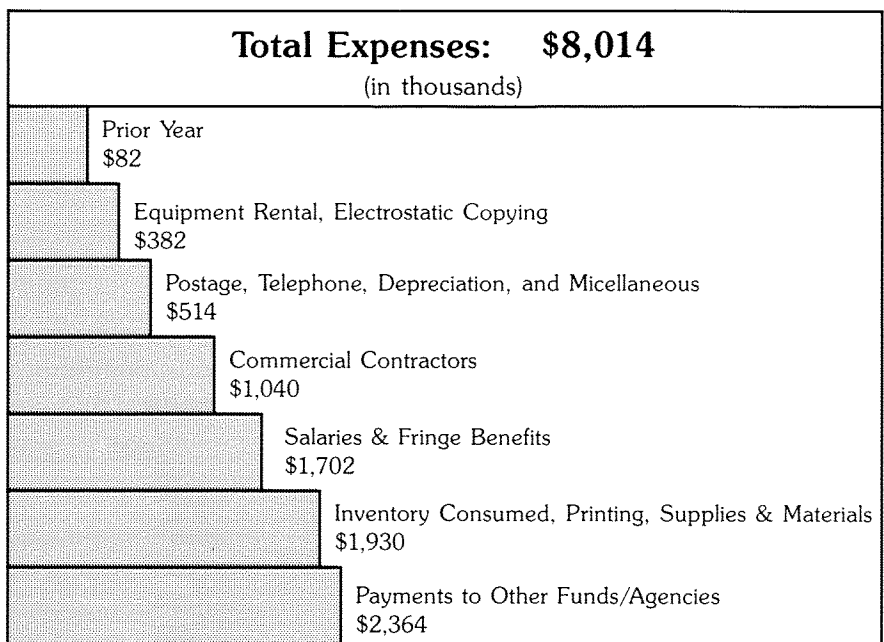 Total Expenses: $8,014
(in thousands)
Prior Year
$82
Equipment Rental, Electrostatic Copying
$382
Postage, Telephone, Depreciation, and Micellaneous
$514
Commercial Contractors
$1,040
Salaries & Fringe Benefits
$1,702
Inventory Consumed, Printing, Supplies & Materials
$1,930
Payments to Other Funds/Agencies
$2,364